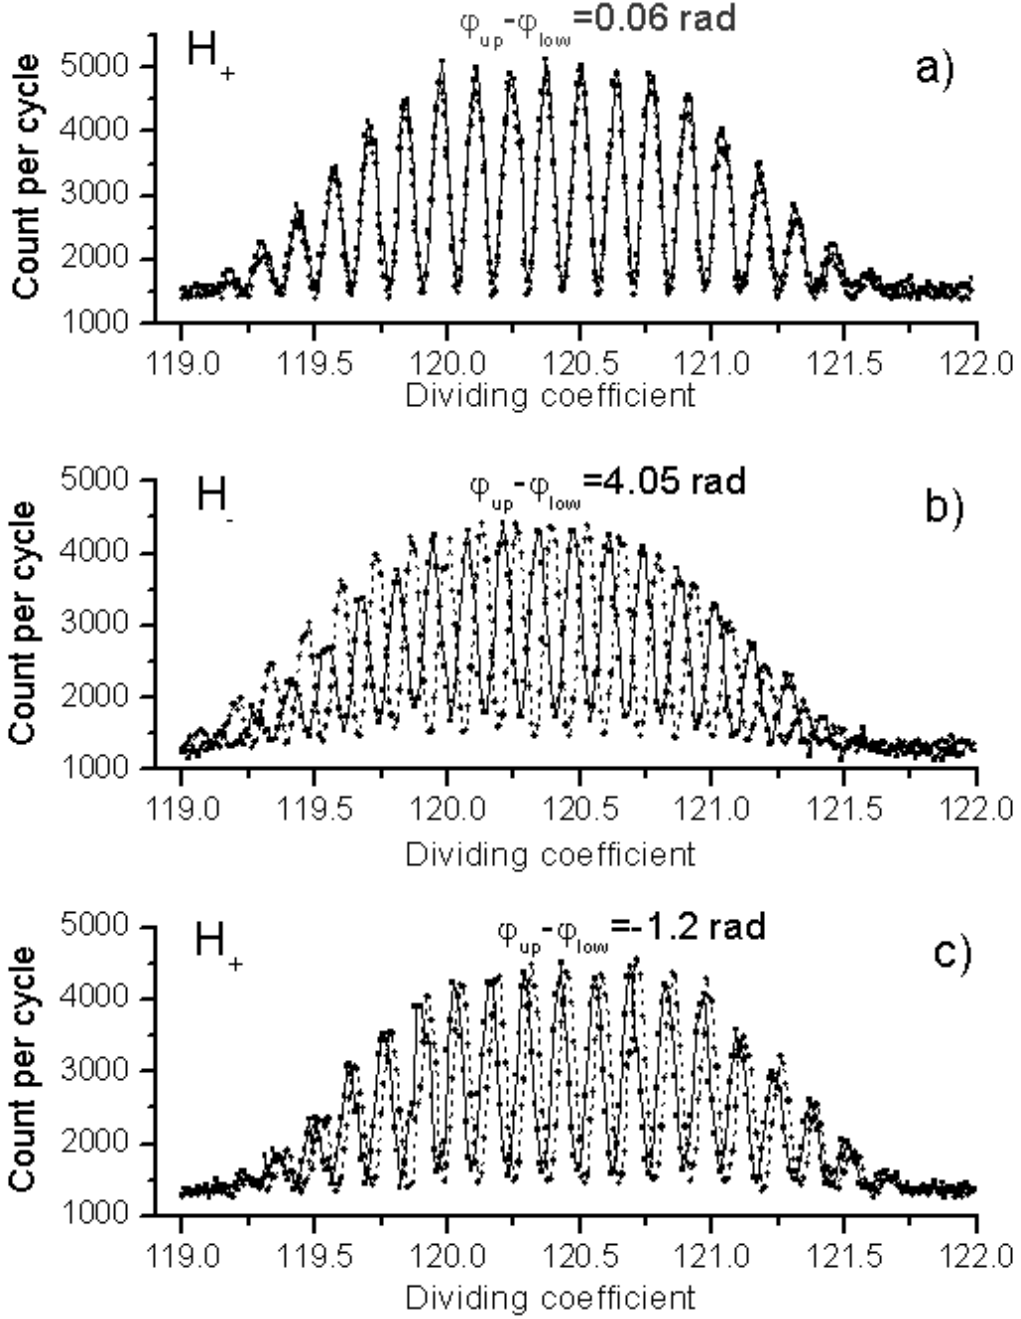 φup-φlow=0.06 rad
H+
a)
Count per cycle
5000
4000
3000
2000
1000
119.0 119.5 120.0 120.5 121.0 121.5 122.0
Dividing coefficient
φup-φlow=4.05 rad
H-
b)
Count per cycle
5000
4000
3000
2000
1000
119.0 119.5 120.0 120.5 121.0 121.5 122.0
Dividing coefficient
φup-φlow=-1.2 rad
H+
c)
Count per cycle
5000
4000
3000
2000
1000
119.0 119.5 120.0 120.5 121.0 121.5 122.0
Dividing coefficient